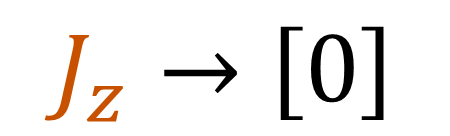 J_Z → [0]